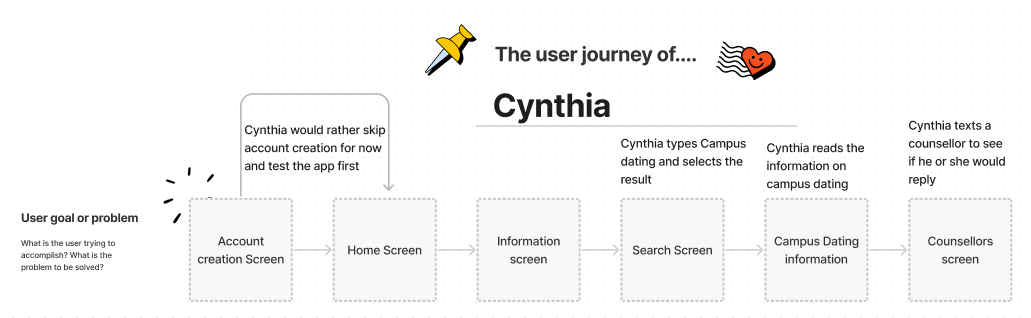 The user journey of....
Cynthia
Cynthia would rather skip
account creation for now
and test the app first
Cynthia types Campus
dating and selects the
result
Cynthia reads the
information on
campus dating
Cynthia texts a
counsellor to see
if he or she would
reply
User goal or problem
What is the user trying to
accomplish? What is the
problem to be solved?
Account
creation Screen
Home Screen
Information
screen
Search Screen
Campus Dating
information
Counsellors
screen